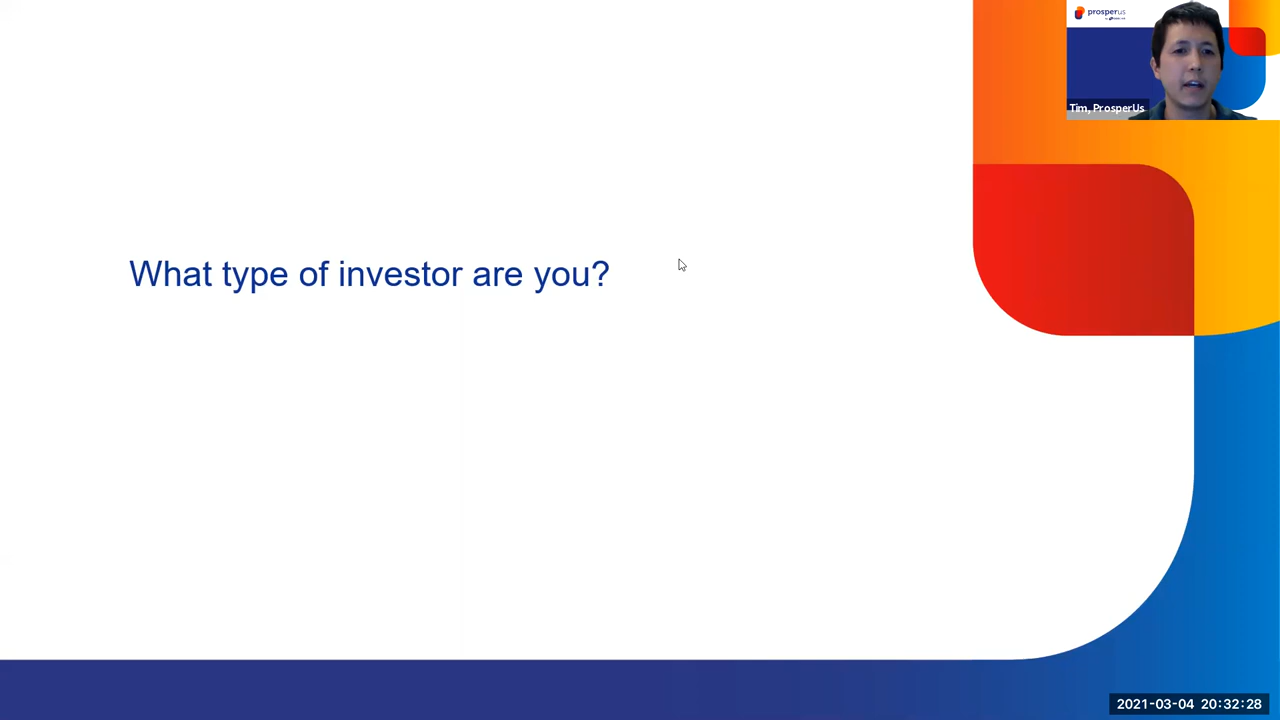 What type of investor are you?
prosperus
Tim, ProsperUs
2021-03-04 20:32:28